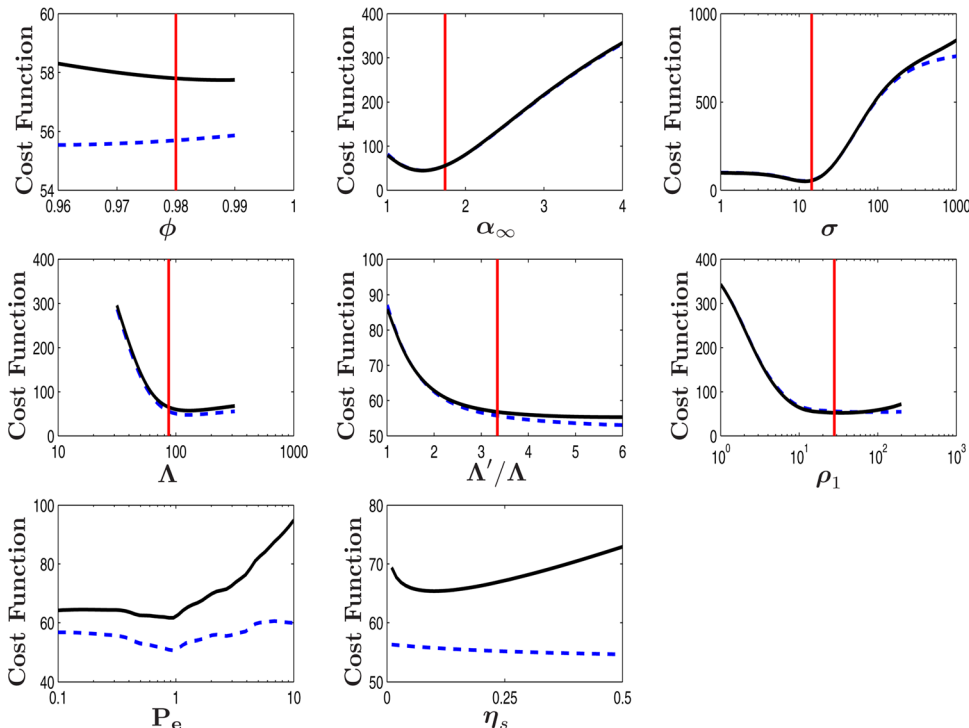 Cost Function
60
58
56
54
0.96 0.97 0.98 0.99 1
ϕ
Cost Function
400
300
200
100
0
1 2 3 4
α∞
Cost Function
1000
500
0
1 10 100 1000
σ
Cost Function
400
300
200
100
0
10 100 1000
Λ
Cost Function
100
90
80
70
60
50
1 2 3 4 5 6
Λ′/Λ
Cost Function
400
300
200
100
0
10⁰ 10¹ 10² 10³
ρ₁
Cost Function
100
80
60
40
0.1 1 10
Pₑ
Cost Function
80
70
60
50
0 0.25 0.5
ηₛ